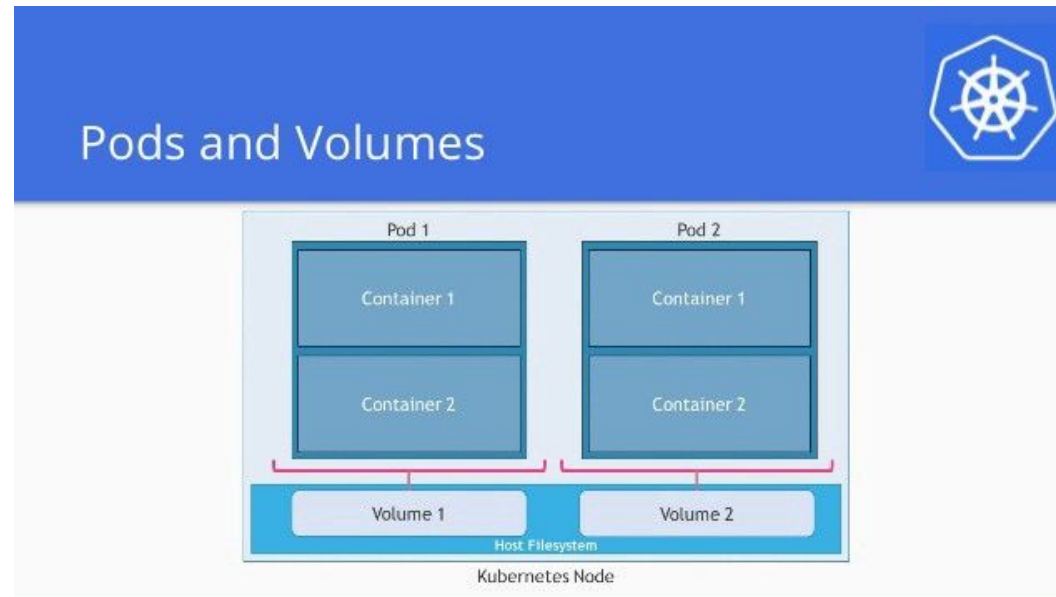 Pods and Volumes
Pod 1
Pod 2
Container 1
Container 1
Container 2
Container 2
Volume 1
Volume 2
Host Filesystem
Kubernetes Node